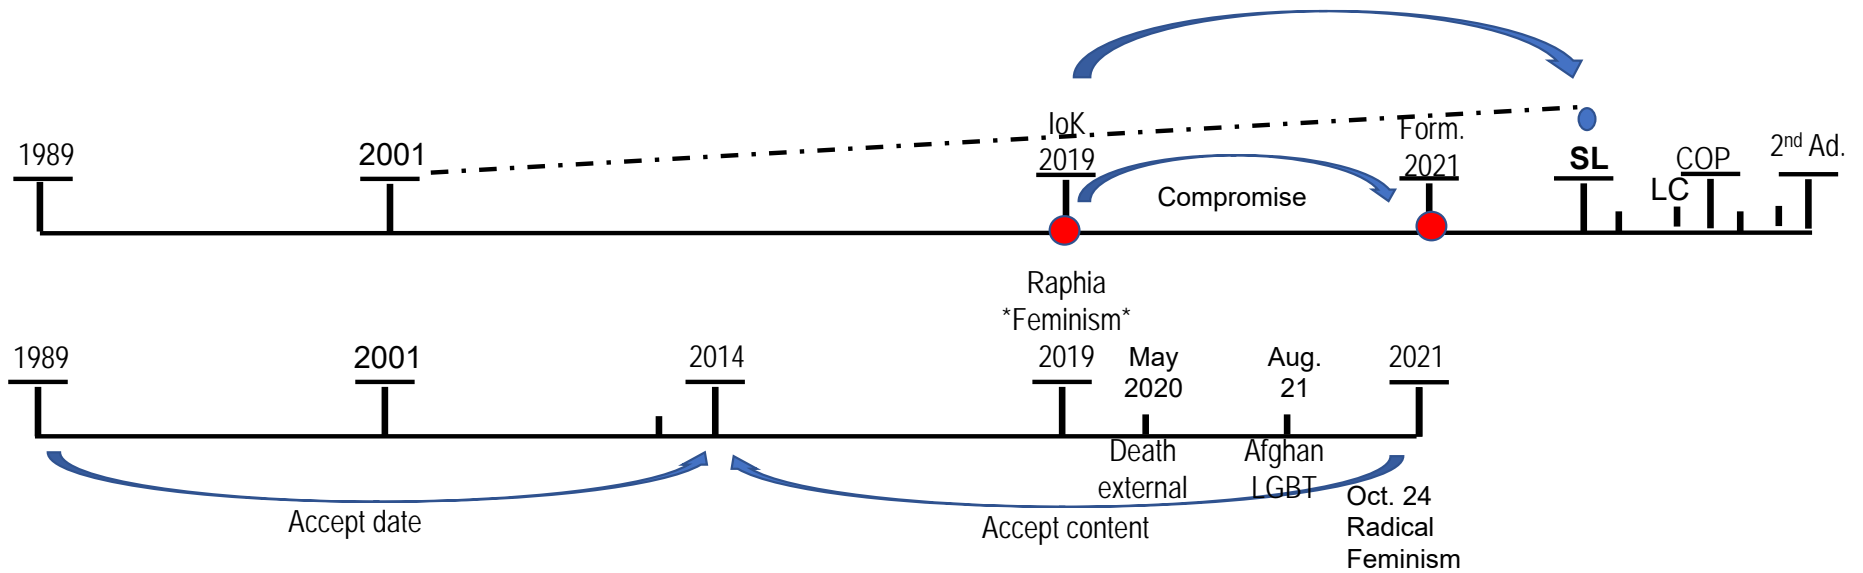 1989
2001
IoK
2019
Compromise
Form.
2021
SL
LC
COP
2nd Ad.
Raphia
*Feminism*
1989
2001
2014
2019
May
2020
Aug.
21
2021
Death
external
Afghan
LGBT
Accept date
Accept content
Oct. 24
Radical
Feminism